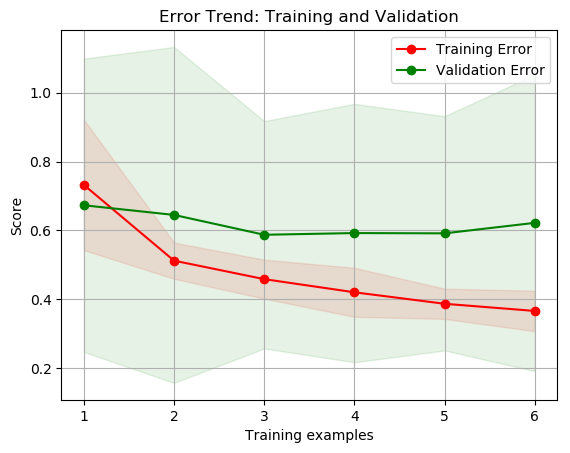 Error Trend: Training and Validation
Training Error
Validation Error
Score
1.0
0.8
0.6
0.4
0.2
1 2 3 4 5 6
Training examples